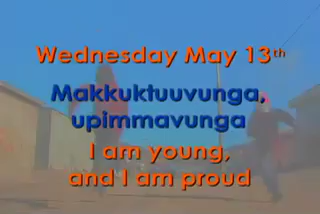 Wednesday May 13th
Makkuktuuvunga,
upimmavunga
I am young,
and I am proud